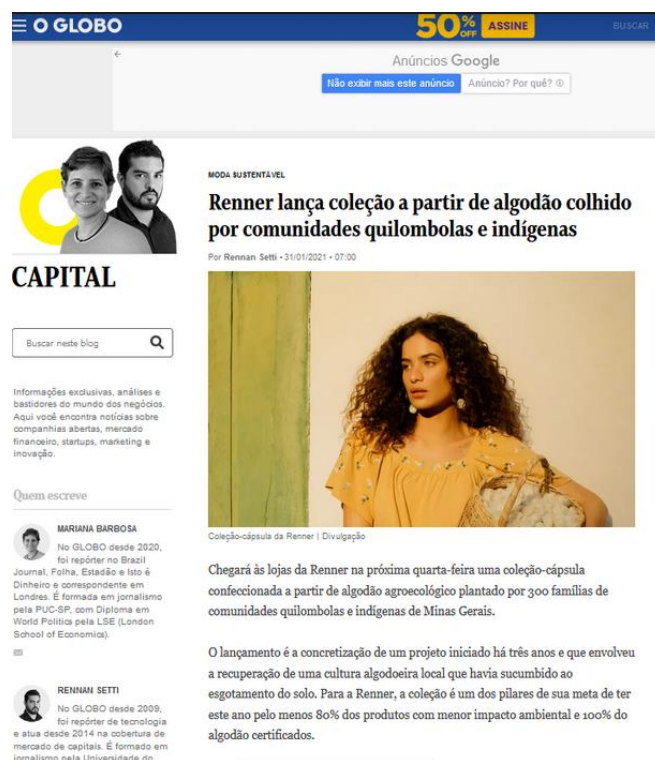 O GLOBO
50% OFF ASSINE
BUSCAR
Anúncios Google
Não exibir mais este anúncio
Anúncio? Por quê?
CAPITAL
Buscar neste blog
Informações exclusivas, análises e
bastidores do mundo dos negócios.
Aqui você encontra notícias sobre
companhias abertas, mercado
financeiro, startups, marketing e
inovação.
Quem escreve
MARIANA BARBOSA
No GLOBO desde 2020,
foi repórter no Brazil
Journal, Folha, Estadão e Isto é
Dinheiro e correspondente em
Londres. É formada em jornalismo
pela PUC-SP, com Diploma em
World Politics pela LSE (London
School of Economics).
RENNAN SETTI
No GLOBO desde 2009,
foi repórter de tecnologia
e atua desde 2014 na cobertura de
mercado de capitais. É formado em
jornalismo pela Universidade do
MODA SUSTENTÁVEL
Renner lança coleção a partir de algodão colhido
por comunidades quilombolas e indígenas
Por Rennan Setti • 31/01/2021 • 07:00
Coleção-cápsula da Renner | Divulgação
Chegará às lojas da Renner na próxima quarta-feira uma coleção-cápsula
confeccionada a partir de algodão agroecológico plantado por 300 famílias de
comunidades quilombolas e indígenas de Minas Gerais.
O lançamento é a concretização de um projeto iniciado há três anos e que envolveu
a recuperação de uma cultura algodoeira local que havia sucumbido ao
esgotamento do solo. Para a Renner, a coleção é um dos pilares de sua meta de ter
este ano pelo menos 80% dos produtos com menor impacto ambiental e 100% do
algodão certificados.